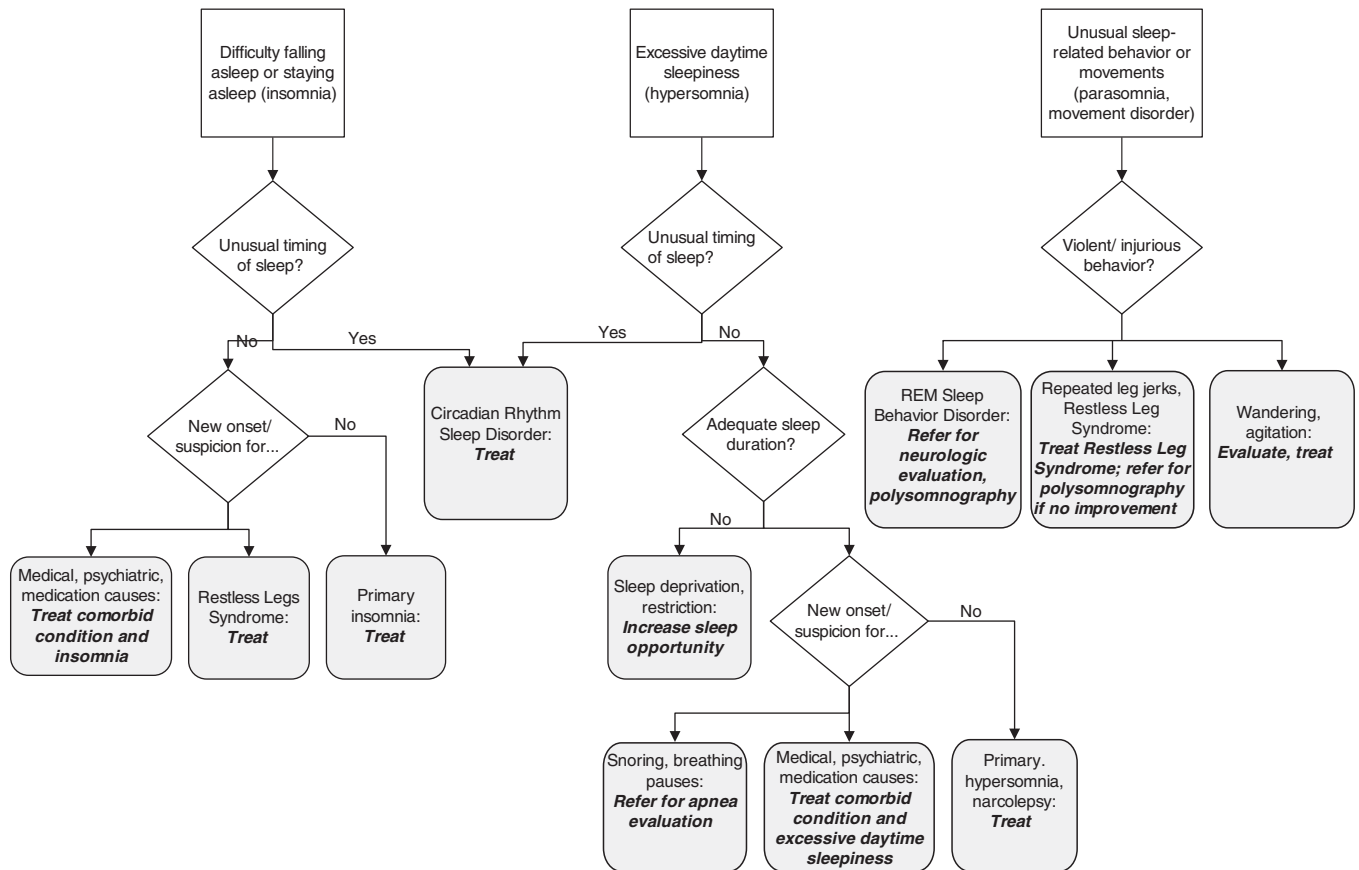 Difficulty falling
asleep or staying
asleep (insomnia)
Excessive daytime
sleepiness
(hypersomnia)
Unusual sleep-
related behavior or
movements
(parasomnia,
movement disorder)
Unusual timing
of sleep?
Unusual timing
of sleep?
Violent/ injurious
behavior?
No
Yes
Yes
No
New onset/
suspicion for...
No
Circadian Rhythm
Sleep Disorder:
Treat
Adequate sleep
duration?
REM Sleep
Behavior Disorder:
Refer for
neurologic
evaluation,
polysomnography
Repeated leg jerks,
Restless Leg
Syndrome:
Treat Restless Leg
Syndrome; refer for
polysomnography
if no improvement
Wandering,
agitation:
Evaluate, treat
No
Medical, psychiatric,
medication causes:
Treat comorbid
condition and
insomnia
Restless Legs
Syndrome:
Treat
Primary
insomnia:
Treat
Sleep deprivation,
restriction:
Increase sleep
opportunity
New onset/
suspicion for...
No
Snoring, breathing
pauses:
Refer for apnea
evaluation
Medical, psychiatric,
medication causes:
Treat comorbid
condition and
excessive daytime
sleepiness
Primary.
hypersomnia,
narcolepsy:
Treat